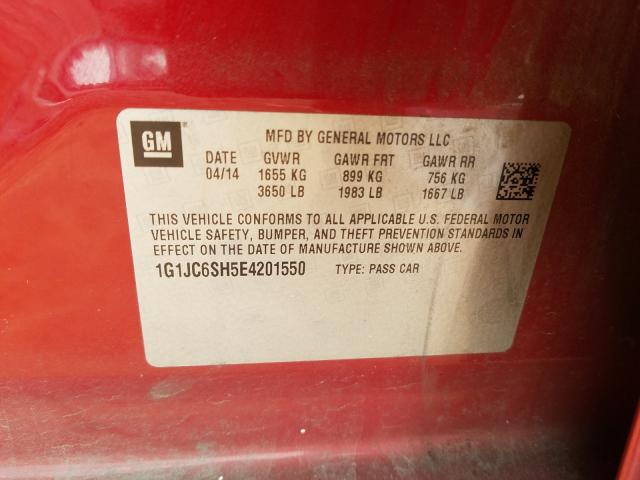 GM MFD BY GENERAL MOTORS LLC
DATE GVWR GAWR FRT GAWR RR
04/14 1655 KG 899 KG 756 KG
3650 LB 1983 LB 1667 LB
THIS VEHICLE CONFORMS TO ALL APPLICABLE U.S. FEDERAL MOTOR
VEHICLE SAFETY, BUMPER, AND THEFT PREVENTION STANDARDS IN
EFFECT ON THE DATE OF MANUFACTURE SHOWN ABOVE.
1G1JC6SH5E4201550 TYPE: PASS CAR